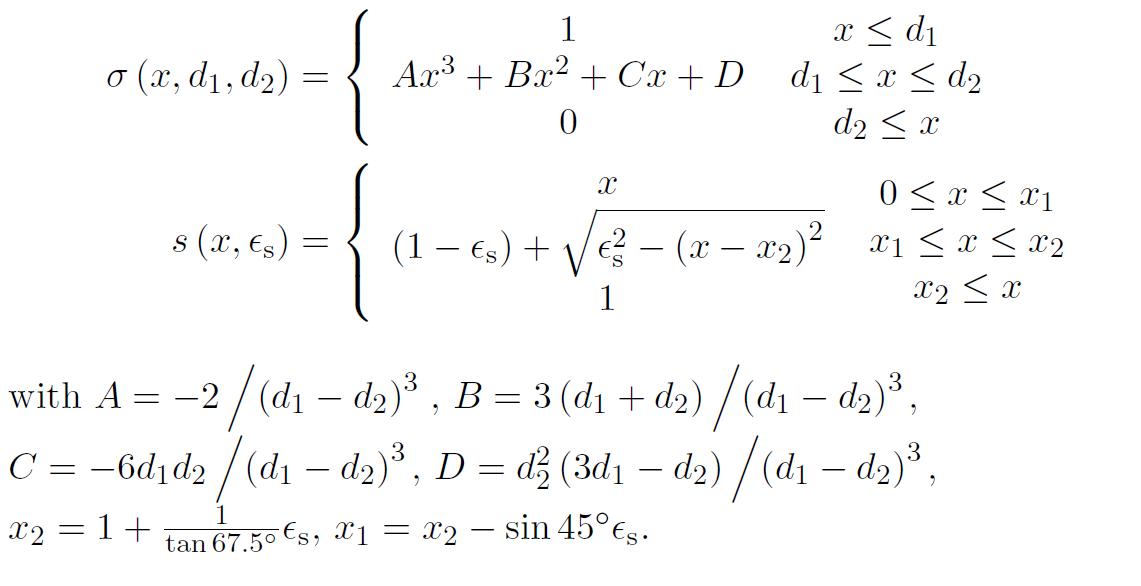 σ (x, d₁, d₂) = { 1 x ≤ d₁
Ax³ + Bx² + Cx + D d₁ ≤ x ≤ d₂
0 d₂ ≤ x
s (x, ϵₛ) = { x 0 ≤ x ≤ x₁
(1 − ϵₛ) + √(ϵₛ² − (x − x₂)²) x₁ ≤ x ≤ x₂
1 x₂ ≤ x
with A = −2 / (d₁ − d₂)³ , B = 3 (d₁ + d₂) / (d₁ − d₂)³ ,
C = −6d₁d₂ / (d₁ − d₂)³ , D = d₂² (3d₁ − d₂) / (d₁ − d₂)³ ,
x₂ = 1 + 1/(tan 67.5°) ϵₛ, x₁ = x₂ − sin 45°ϵₛ.